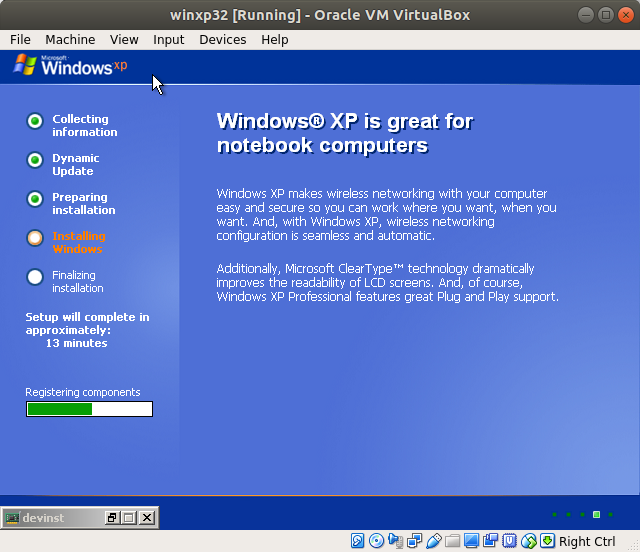 winxp32 [Running] - Oracle VM VirtualBox
File Machine View Input Devices Help
Microsoft
Windows xp
Collecting
information
Dynamic
Update
Preparing
installation
Installing
Windows
Finalizing
installation
Setup will complete in
approximately:
13 minutes
Registering components
Windows® XP is great for
notebook computers
Windows XP makes wireless networking with your computer
easy and secure so you can work where you want, when you
want. And, with Windows XP, wireless networking
configuration is seamless and automatic.
Additionally, Microsoft ClearType™ technology dramatically
improves the readability of LCD screens. And, of course,
Windows XP Professional features great Plug and Play support.
devinst
Right Ctrl